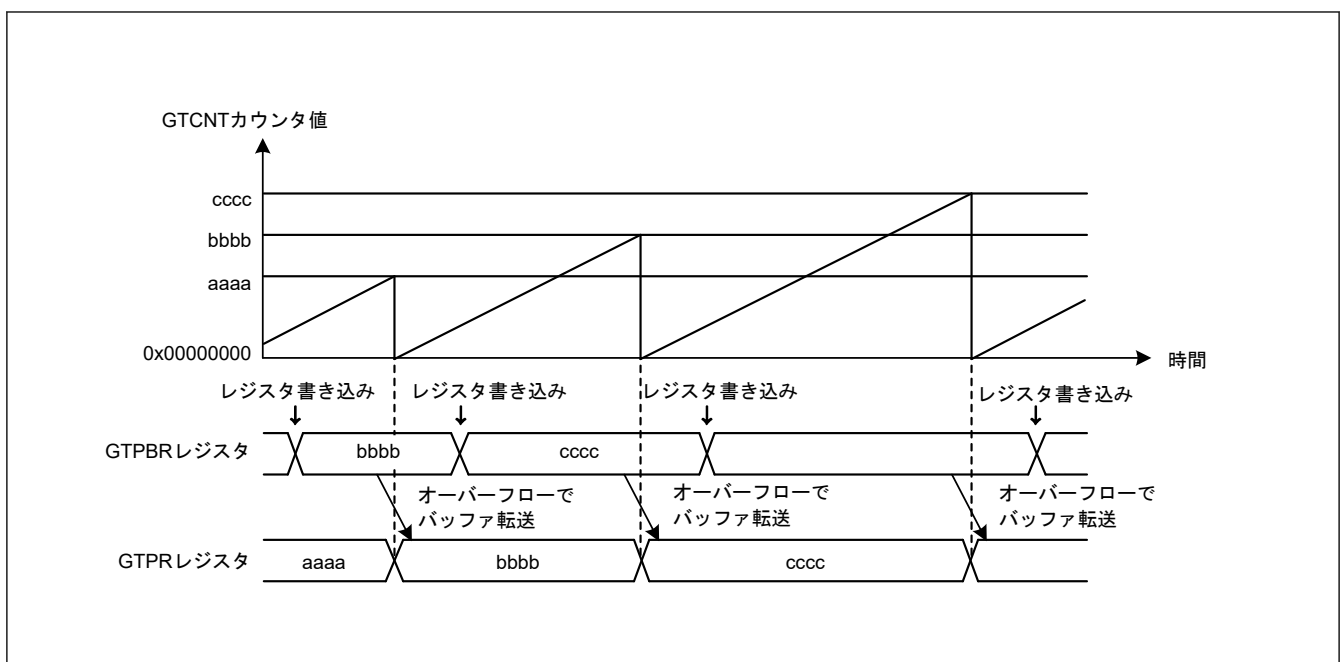 GTCNTカウンタ値
cccc
bbbb
aaaa
0x00000000
時間
レジスタ書き込み
レジスタ書き込み
レジスタ書き込み
レジスタ書き込み
GTPBRレジスタ
bbbb
cccc
オーバーフローで
バッファ転送
オーバーフローで
バッファ転送
オーバーフローで
バッファ転送
GTPRレジスタ
aaaa
bbbb
cccc